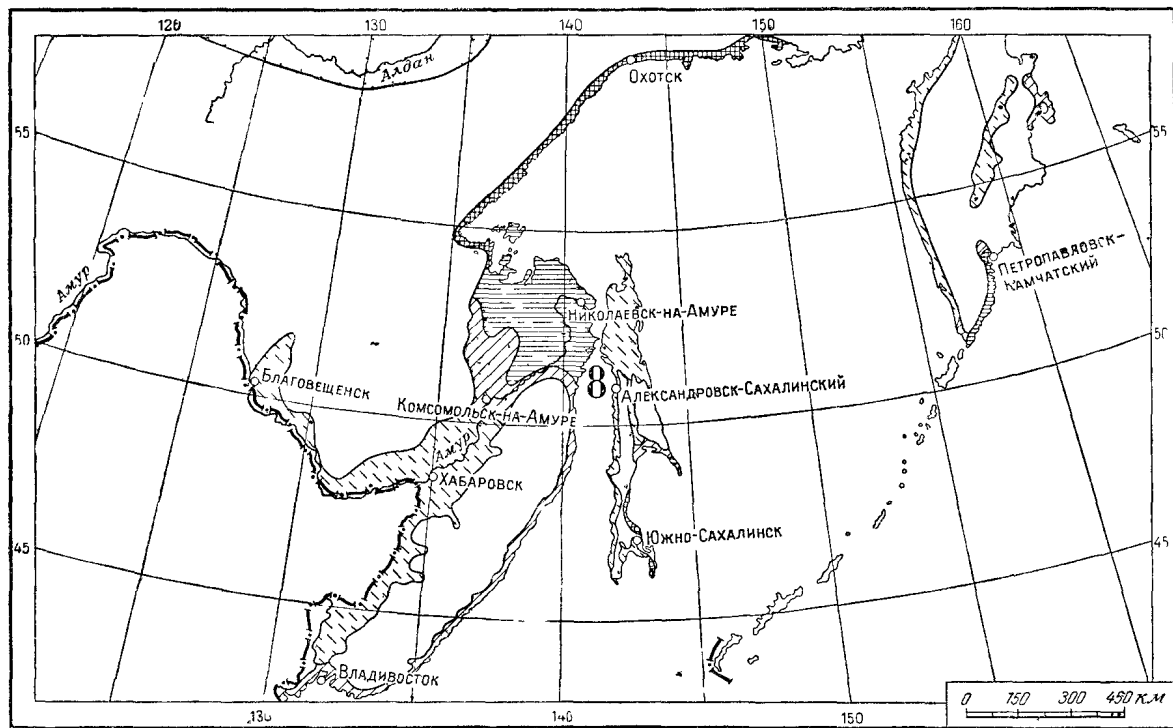 120 130 140 150 160
Алдан
Охотск
55 55
Петропавловск-
Камчатский
Амур
Николаевск-на-Амуре
50 50
Благовещенск
8
Александровск-Сахалинский
Комсомольск-на-Амуре
Амур
Хабаровск
Южно-Сахалинск
45 45
Владивосток
0 150 300 450 км
130 140 150